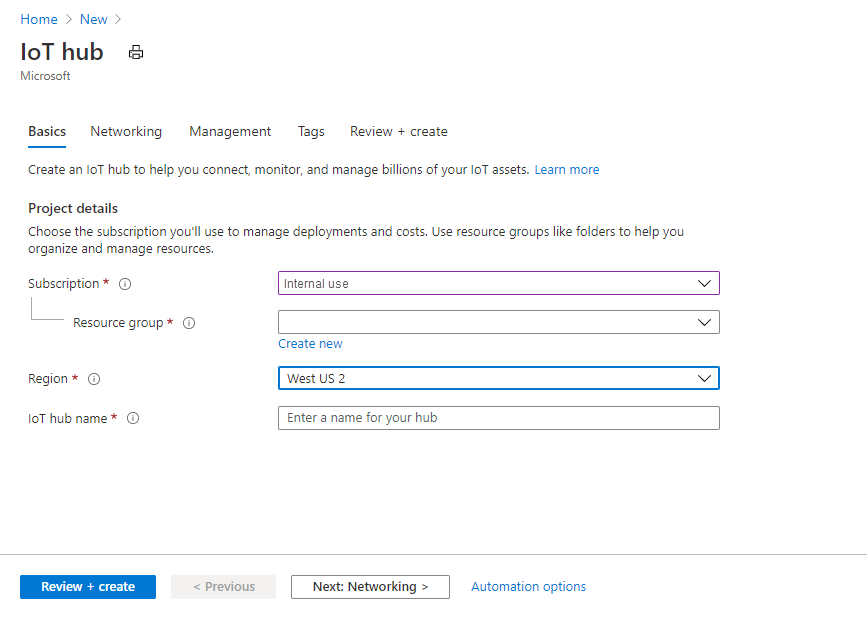 Home > New >
IoT hub
Microsoft
Basics Networking Management Tags Review + create
Create an IoT hub to help you connect, monitor, and manage billions of your IoT assets. Learn more
Project details
Choose the subscription you'll use to manage deployments and costs. Use resource groups like folders to help you
organize and manage resources.
Subscription * Internal use
Resource group *
Create new
Region * West US 2
IoT hub name * Enter a name for your hub
Review + create < Previous Next: Networking > Automation options